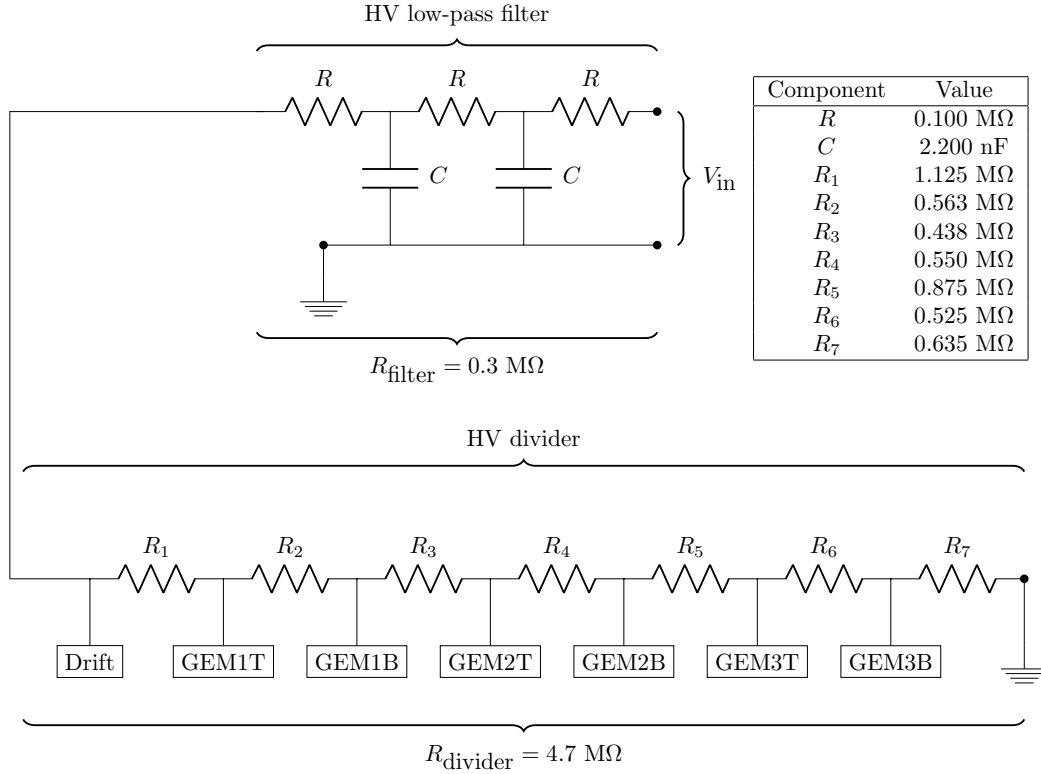 HV low-pass filter
R R R
C C
V_in
R_filter = 0.3 MΩ
Component Value
R 0.100 MΩ
C 2.200 nF
R_1 1.125 MΩ
R_2 0.563 MΩ
R_3 0.438 MΩ
R_4 0.550 MΩ
R_5 0.875 MΩ
R_6 0.525 MΩ
R_7 0.635 MΩ
HV divider
R_1 R_2 R_3 R_4 R_5 R_6 R_7
Drift GEM1T GEM1B GEM2T GEM2B GEM3T GEM3B
R_divider = 4.7 MΩ